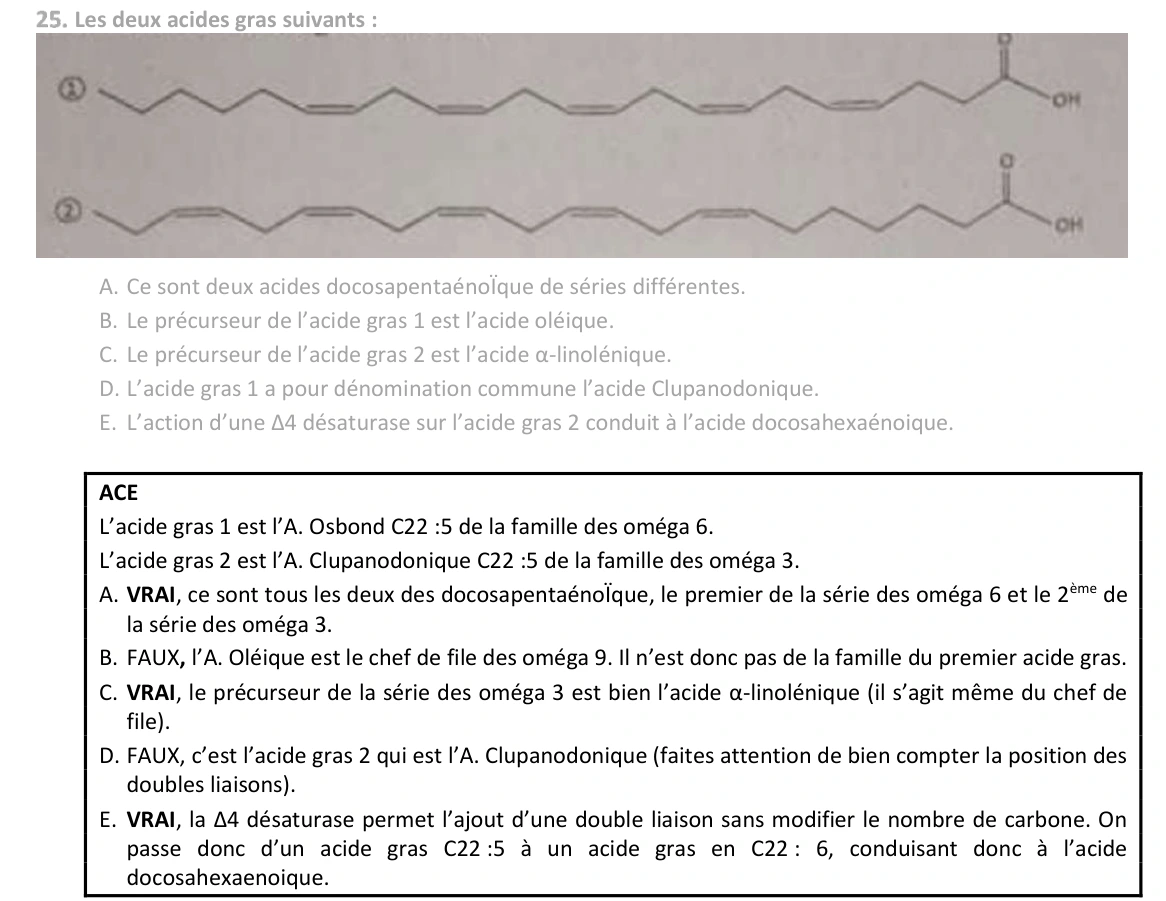 25. Les deux acides gras suivants :
O
①
OH
O
②
OH
A. Ce sont deux acides docosapentaénoÏque de séries différentes.
B. Le précurseur de l’acide gras 1 est l’acide oléique.
C. Le précurseur de l’acide gras 2 est l’acide α-linolénique.
D. L’acide gras 1 a pour dénomination commune l’acide Clupanodonique.
E. L’action d’une Δ4 désaturase sur l’acide gras 2 conduit à l’acide docosahexaénoique.
ACE
L’acide gras 1 est l’A. Osbond C22 :5 de la famille des oméga 6.
L’acide gras 2 est l’A. Clupanodonique C22 :5 de la famille des oméga 3.
A. VRAI, ce sont tous les deux des docosapentaénoÏque, le premier de la série des oméga 6 et le 2ème de
la série des oméga 3.
B. FAUX, l’A. Oléique est le chef de file des oméga 9. Il n’est donc pas de la famille du premier acide gras.
C. VRAI, le précurseur de la série des oméga 3 est bien l’acide α-linolénique (il s’agit même du chef de
file).
D. FAUX, c’est l’acide gras 2 qui est l’A. Clupanodonique (faites attention de bien compter la position des
doubles liaisons).
E. VRAI, la Δ4 désaturase permet l’ajout d’une double liaison sans modifier le nombre de carbone. On
passe donc d’un acide gras C22 :5 à un acide gras en C22 : 6, conduisant donc à l’acide
docosahexaenoique.